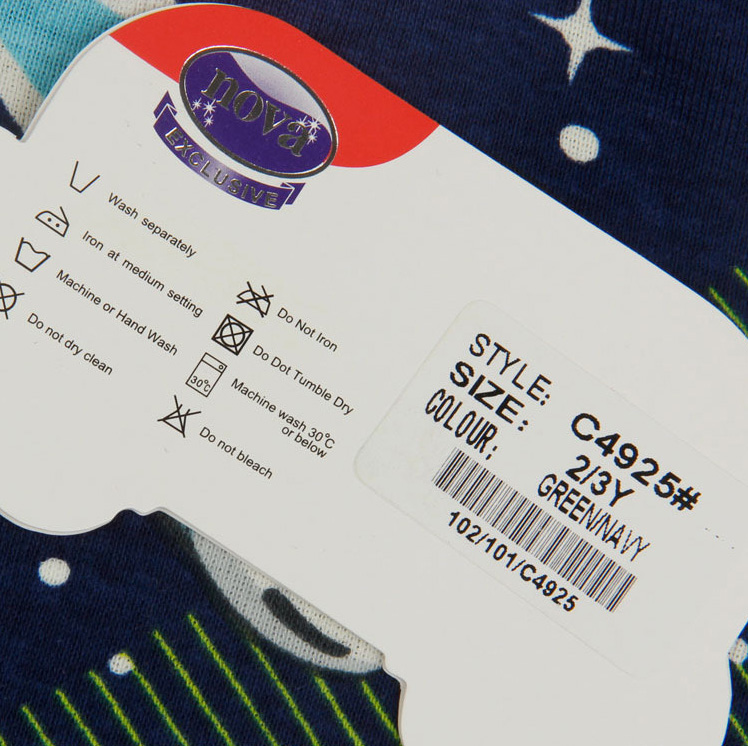 nova
EXCLUSIVE
Wash separately
Iron at medium setting
Machine or Hand Wash
Do not dry clean
Do Not Iron
Do Dot Tumble Dry
30°C
Machine wash 30°C
or below
Do not bleach
STYLE: C4925#
SIZE: 2/3Y
COLOUR: GREEN/NAVY
102/101/C4925